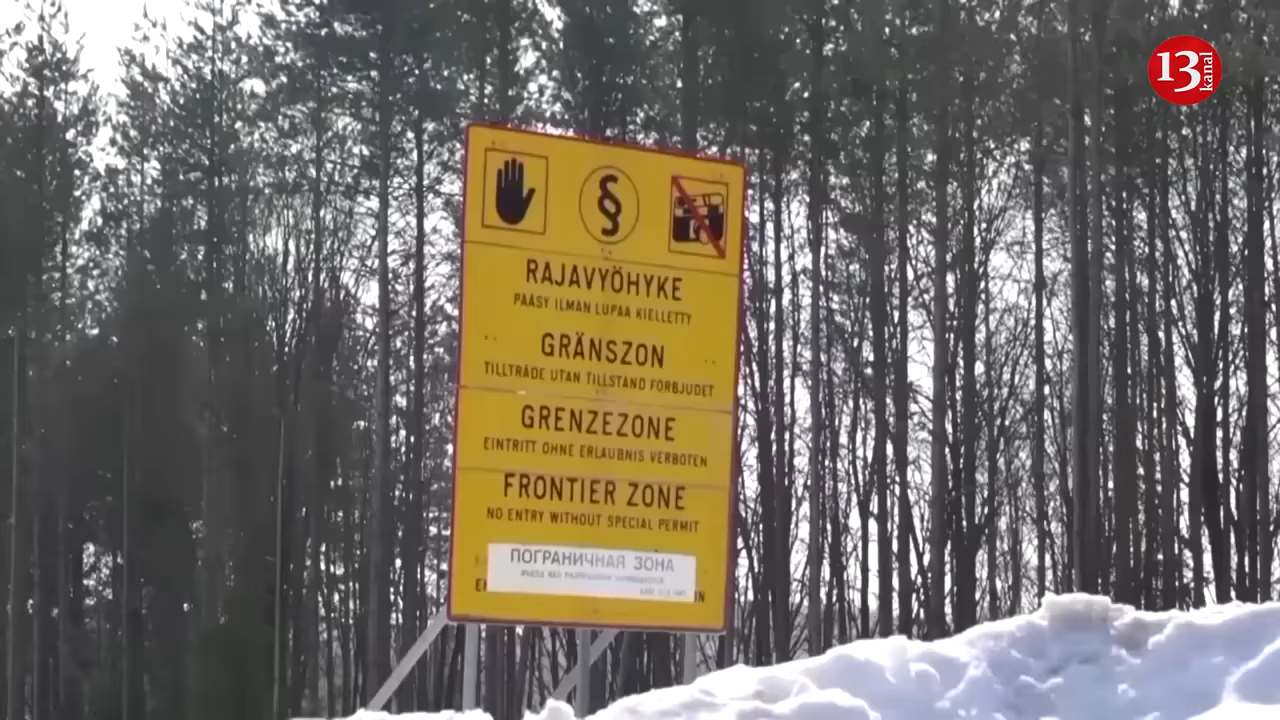 13 kanal
§
RAJAVYÖHYKE
PÄÄSY ILMAN LUPAA KIELLETTY
GRÄNSZON
TILLTRÄDE UTAN TILLSTÅND FÖRBJUDET
GRENZEZONE
EINTRITT OHNE ERLAUBNIS VERBOTEN
FRONTIER ZONE
NO ENTRY WITHOUT SPECIAL PERMIT
ПОГРАНИЧНАЯ ЗОНА